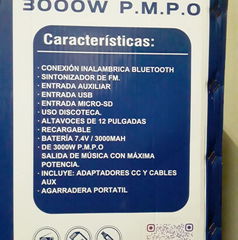 3000W P.M.P.O
Características:
· CONEXIÓN INALAMBRICA BLUETOOTH
· SINTONIZADOR DE FM.
· ENTRADA AUXILIAR
· ENTRADA USB
· ENTRADA MICRO-SD
· USO DISCOTECA.
· ALTAVOCES DE 12 PULGADAS
· RECARGABLE
· BATERÍA 7.4V / 3000MAH
· DE 3000W P.M.P.O
SALIDA DE MÚSICA CON MÁXIMA
POTENCIA.
· INCLUYE: ADAPTADORES CC Y CABLES
AUX
· AGARRADERA PORTATIL